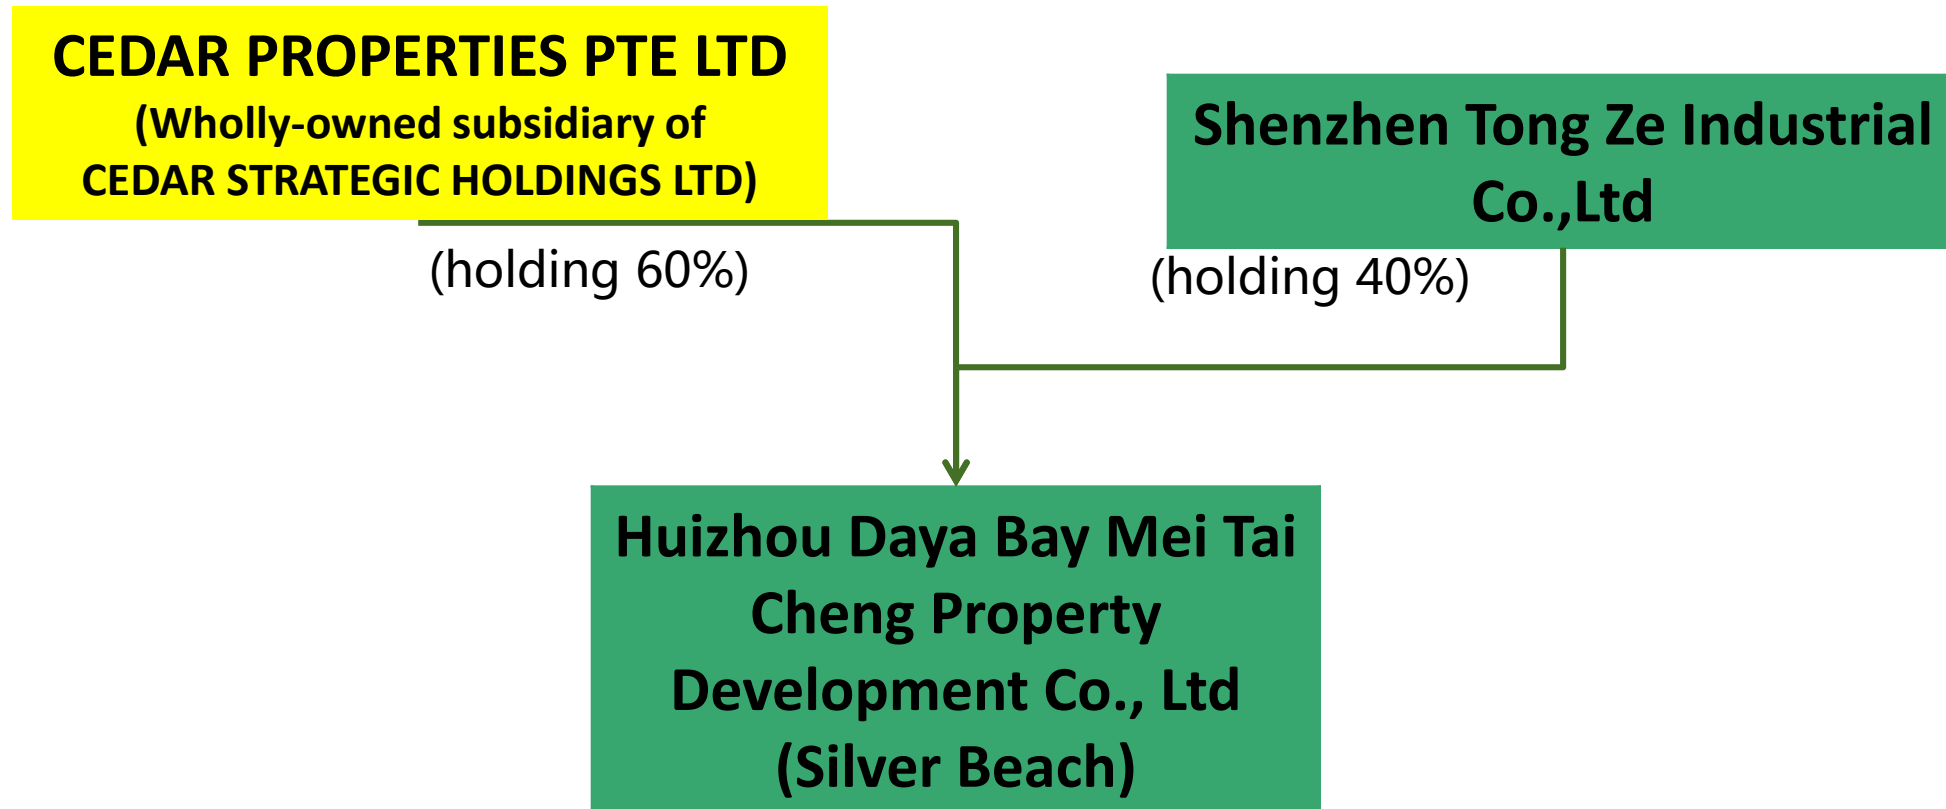 CEDAR PROPERTIES PTE LTD
(Wholly-owned subsidiary of
CEDAR STRATEGIC HOLDINGS LTD)
Shenzhen Tong Ze Industrial
Co.,Ltd
(holding 60%)
(holding 40%)
Huizhou Daya Bay Mei Tai
Cheng Property
Development Co., Ltd
(Silver Beach)